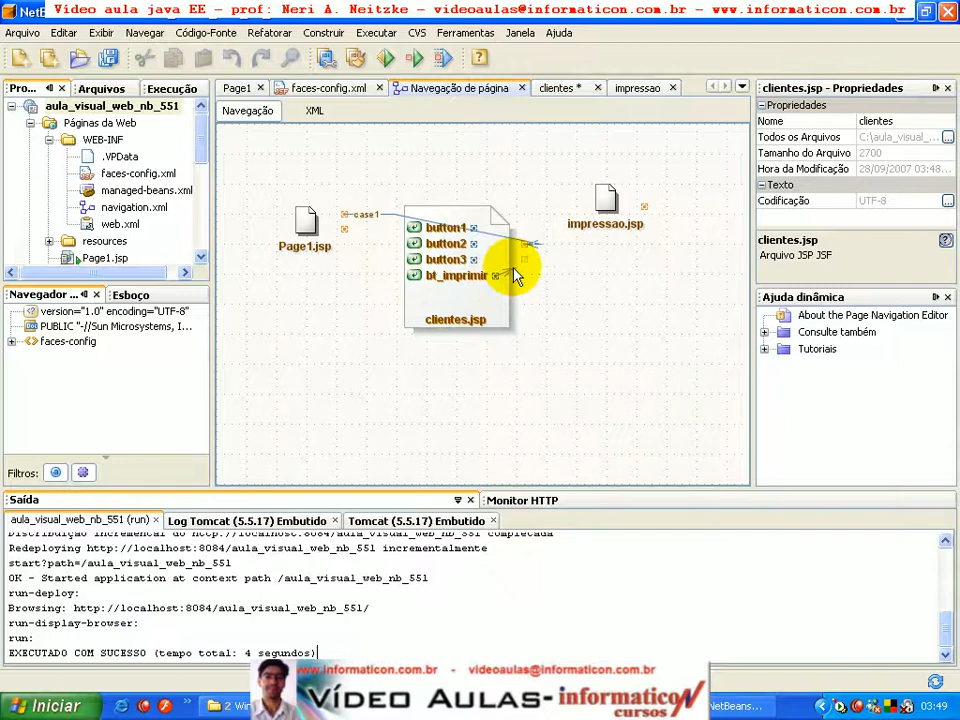 Vídeo aula java EE - prof: Neri A. Neitzke - videoaulas@informaticon.com.br - www.informaticon.com.br
Arquivo Editar Exibir Navegar Código-Fonte Refatorar Construir Executar CVS Ferramentas Janela Ajuda
Pro... Arquivos Execução
Page1 faces-config.xml Navegação de página clientes * impressao
clientes.jsp - Propriedades
aula_visual_web_nb_551
Páginas da Web
WEB-INF
.VPData
faces-config.xml
managed-beans.xml
navigation.xml
web.xml
resources
Page1.jsp
Navegação XML
case1
Page1.jsp
button1
button2
button3
bt_imprimir
clientes.jsp
impressao.jsp
Propriedades
Nome clientes
Todos os Arquivos C:\aula_visual_...
Tamanho do Arquivo 2700
Hora da Modificação 28/09/2007 03:48...
Texto
Codificação UTF-8
clientes.jsp
Arquivo JSP JSF
Ajuda dinâmica
About the Page Navigation Editor
Consulte também
Tutoriais
Navegador ... Esboço
version="1.0" encoding="UTF-8"
PUBLIC "-//Sun Microsystems, I...
faces-config
Filtros:
Saída
Monitor HTTP
aula_visual_web_nb_551 (run) Log Tomcat (5.5.17) Embutido Tomcat (5.5.17) Embutido
Distribuição incremental do http://localhost:8084/aula_visual_web_nb_551 completada
Redeploying http://localhost:8084/aula_visual_web_nb_551 incrementalmente
start?path=/aula_visual_web_nb_551
OK - Started application at context path /aula_visual_web_nb_551
run-deploy:
Browsing: http://localhost:8084/aula_visual_web_nb_551/
run-display-browser:
run:
EXECUTADO COM SUCESSO (tempo total: 4 segundos)
www.informaticon.com.br - videoaulas@informaticon.com.br
VÍDEO AULAS-informaticon
cursos
Iniciar
03:49